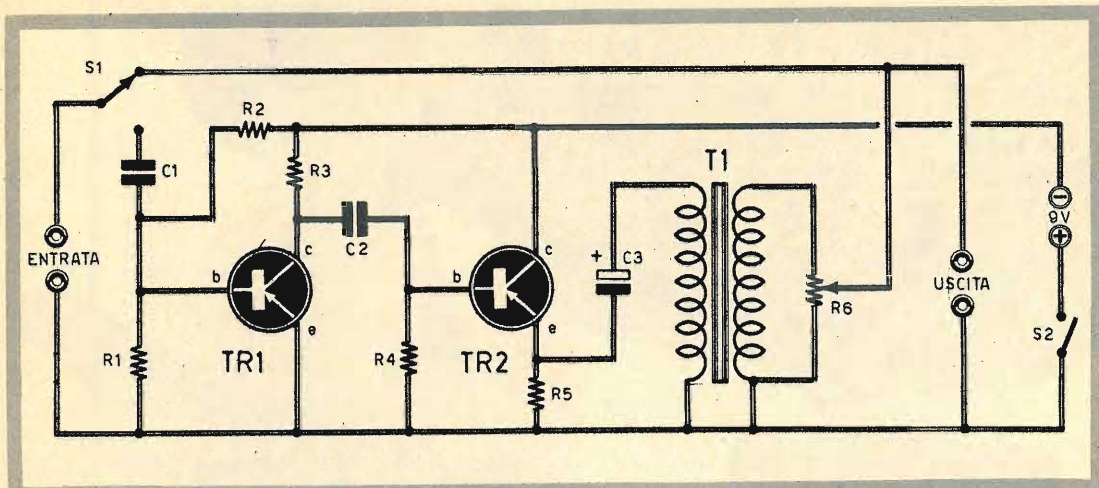 S1
R2
C1
R3
T1
C2
ENTRATA
b
c
e
R1
TR1
R4
b
c
e
TR2
R5
+
C3
R6
USCITA
−
9V
+
S2